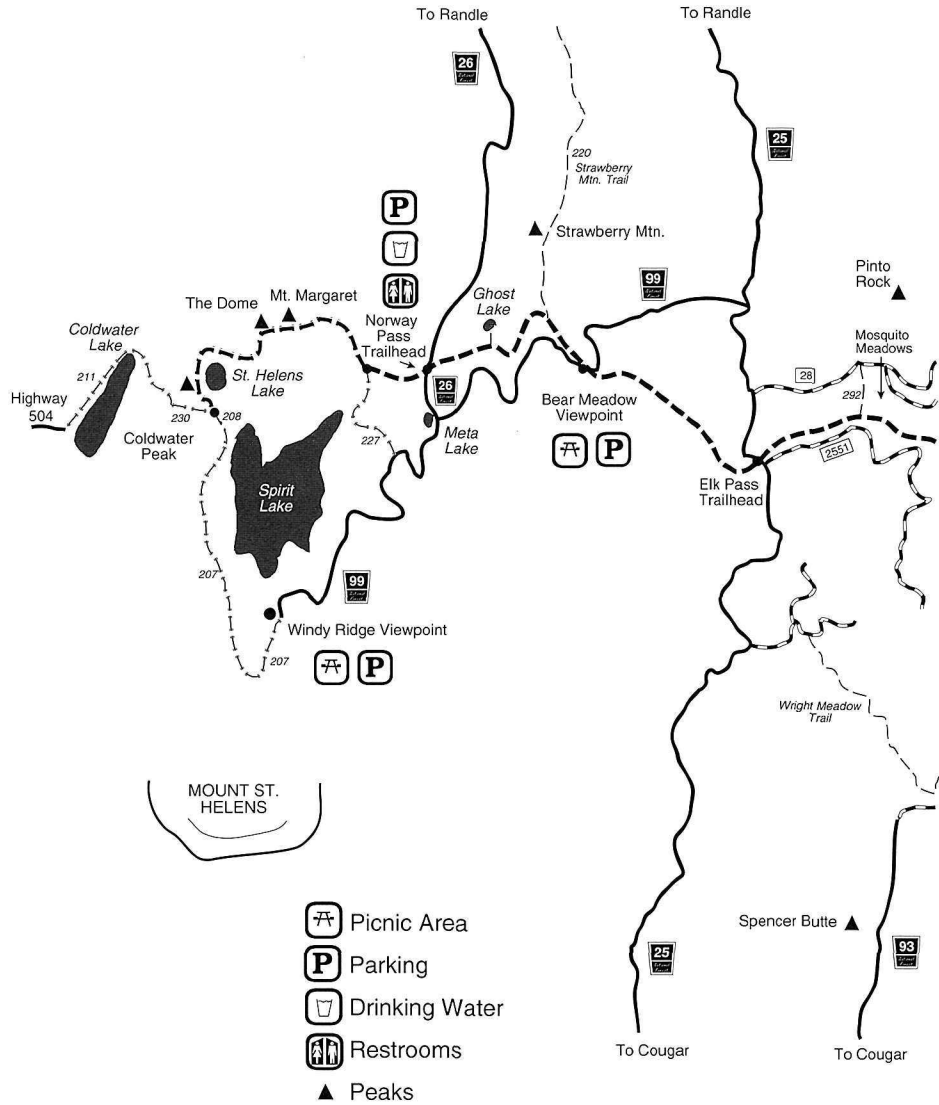 To Randle
To Randle
26
25
220
Strawberry
Mtn. Trail
P
Strawberry Mtn.
99
Pinto
Rock
The Dome
Mt. Margaret
Ghost
Lake
Norway
Pass
Trailhead
Mosquito
Meadows
Coldwater
Lake
211
St. Helens
Lake
26
28
292
Highway
504
230
208
Coldwater
Peak
227
Meta
Lake
Bear Meadow
Viewpoint
P
2551
Elk Pass
Trailhead
Spirit
Lake
207
99
Windy Ridge Viewpoint
207
P
Wright Meadow
Trail
MOUNT ST.
HELENS
Spencer Butte
25
93
Picnic Area
P Parking
Drinking Water
Restrooms
Peaks
To Cougar
To Cougar